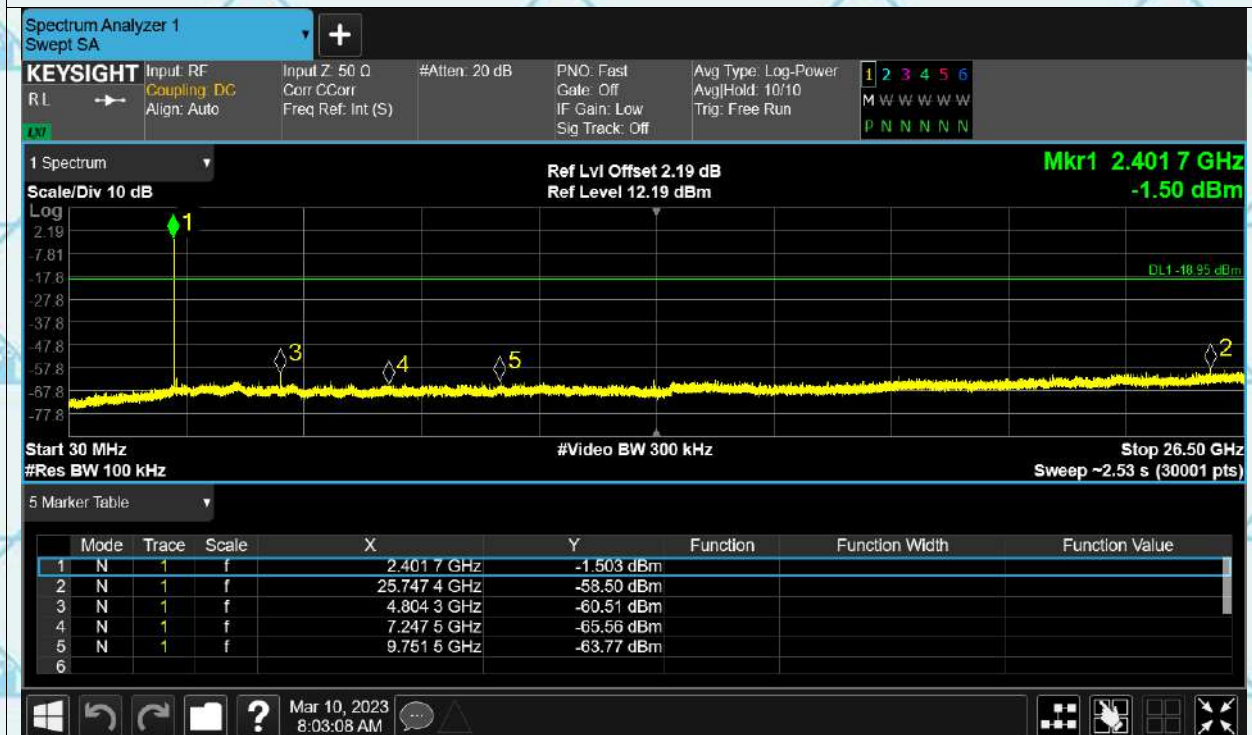 Spectrum Analyzer 1
Swept SA
KEYSIGHT
RL
LXI
Input: RF
Coupling: DC
Align: Auto
Input Z: 50 Ω
Corr CCorr
Freq Ref: Int (S)
#Atten: 20 dB
PNO: Fast
Gate: Off
IF Gain: Low
Sig Track: Off
Avg Type: Log-Power
Avg|Hold: 10/10
Trig: Free Run
1 2 3 4 5 6
M W W W W W
P N N N N N
1 Spectrum
Scale/Div 10 dB
Ref Lvl Offset 2.19 dB
Ref Level 12.19 dBm
Mkr1 2.401 7 GHz
-1.50 dBm
Log
2.19
-7.81
-17.8
-27.8
-37.8
-47.8
-57.8
-67.8
-77.8
1
DL1 -18.95 dBm
3
4
5
2
Start 30 MHz
#Res BW 100 kHz
#Video BW 300 kHz
Stop 26.50 GHz
Sweep ~2.53 s (30001 pts)
5 Marker Table
Mode Trace Scale X Y Function Function Width Function Value
1 N 1 f 2.401 7 GHz -1.503 dBm
2 N 1 f 25.747 4 GHz -58.50 dBm
3 N 1 f 4.804 3 GHz -60.51 dBm
4 N 1 f 7.247 5 GHz -65.56 dBm
5 N 1 f 9.751 5 GHz -63.77 dBm
6
?
Mar 10, 2023
8:03:08 AM